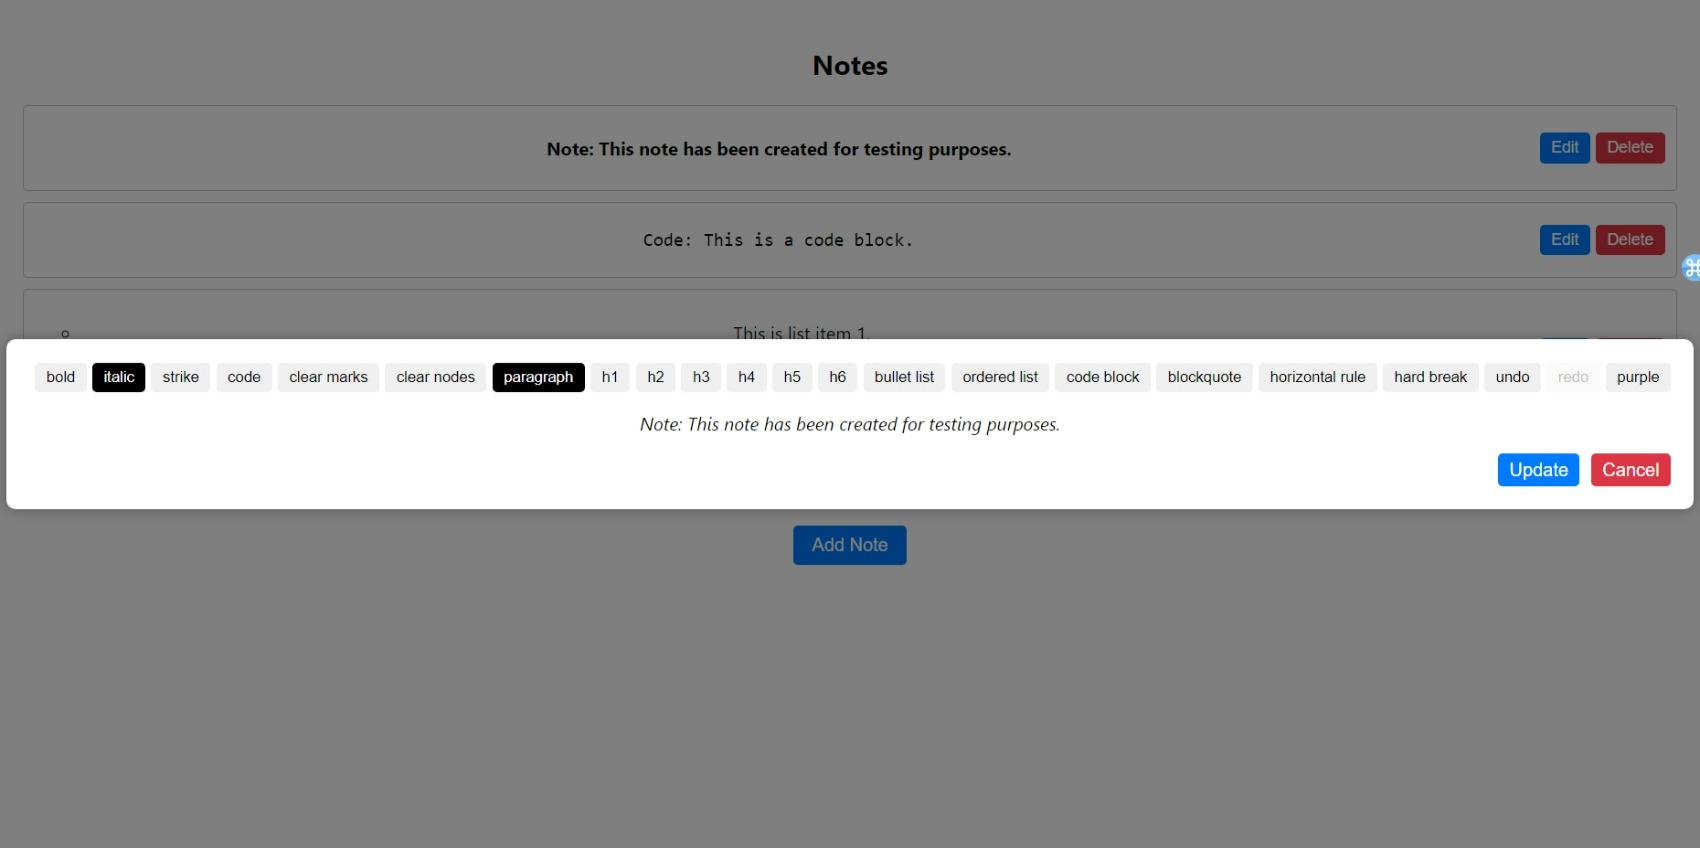 Notes
Note: This note has been created for testing purposes.
Edit Delete
Code: This is a code block.
Edit Delete
This is list item 1.
bold italic strike code clear marks clear nodes paragraph h1 h2 h3 h4 h5 h6 bullet list ordered list code block blockquote horizontal rule hard break undo redo purple
Note: This note has been created for testing purposes.
Update Cancel
Add Note